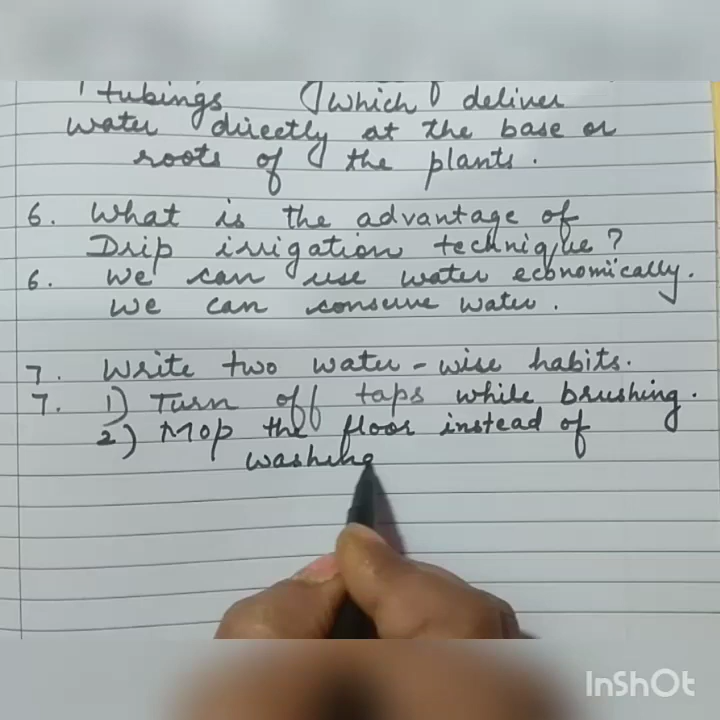 tubings which deliver
water directly at the base or
roots of the plants.
6. What is the advantage of
Drip irrigation technique?
6. We can use water economically.
We can conserve water.
7. Write two water-wise habits.
7. 1) Turn off taps while brushing.
2) Mop the floor instead of
washing
InShOt